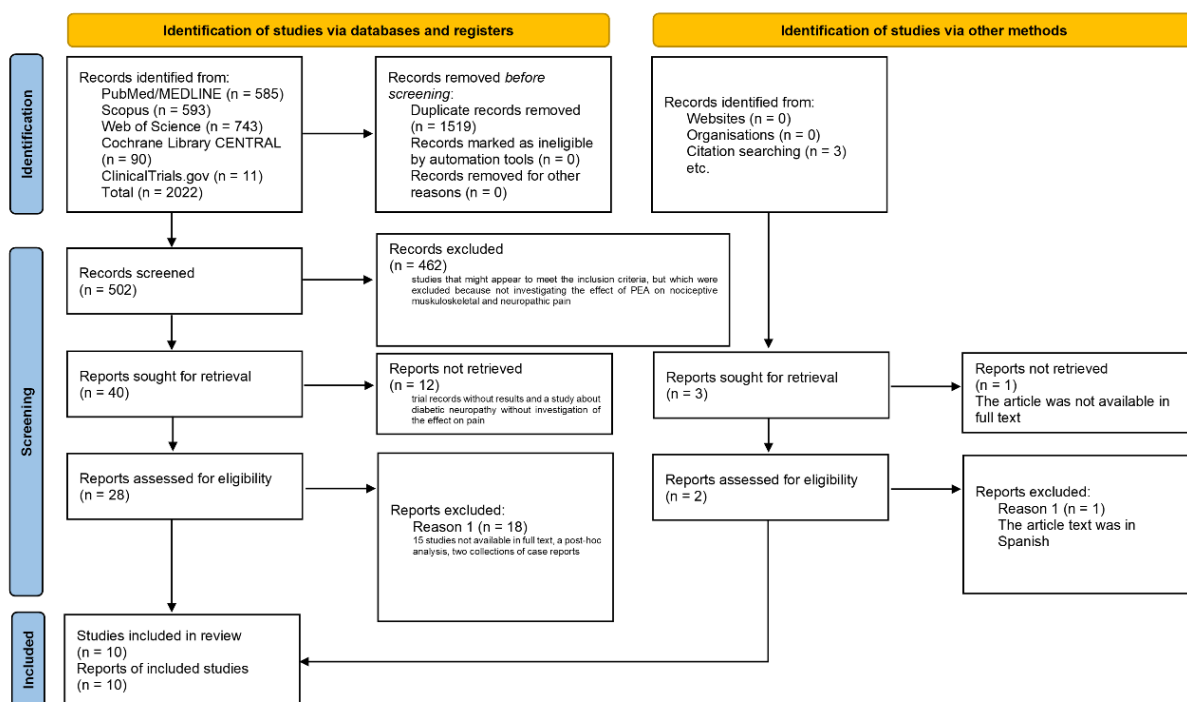 Identification of studies via databases and registers
Identification of studies via other methods
Identification
Records identified from:
PubMed/MEDLINE (n = 585)
Scopus (n = 593)
Web of Science (n = 743)
Cochrane Library CENTRAL
(n = 90)
ClinicalTrials.gov (n = 11)
Total (n = 2022)
Records removed before
screening:
Duplicate records removed
(n = 1519)
Records marked as ineligible
by automation tools (n = 0)
Records removed for other
reasons (n = 0)
Records identified from:
Websites (n = 0)
Organisations (n = 0)
Citation searching (n = 3)
etc.
Screening
Records screened
(n = 502)
Records excluded
(n = 462)
studies that might appear to meet the inclusion criteria, but which were
excluded because not investigating the effect of PEA on nociceptive
muskuloskeletal and neuropathic pain
Reports sought for retrieval
(n = 40)
Reports not retrieved
(n = 12)
trial records without results and a study about
diabetic neuropathy without investigation of
the effect on pain
Reports sought for retrieval
(n = 3)
Reports not retrieved
(n = 1)
The article was not available in
full text
Reports assessed for eligibility
(n = 28)
Reports excluded:
Reason 1 (n = 18)
15 studies not available in full text, a post-hoc
analysis, two collections of case reports
Reports assessed for eligibility
(n = 2)
Reports excluded:
Reason 1 (n = 1)
The article text was in
Spanish
Included
Studies included in review
(n = 10)
Reports of included studies
(n = 10)